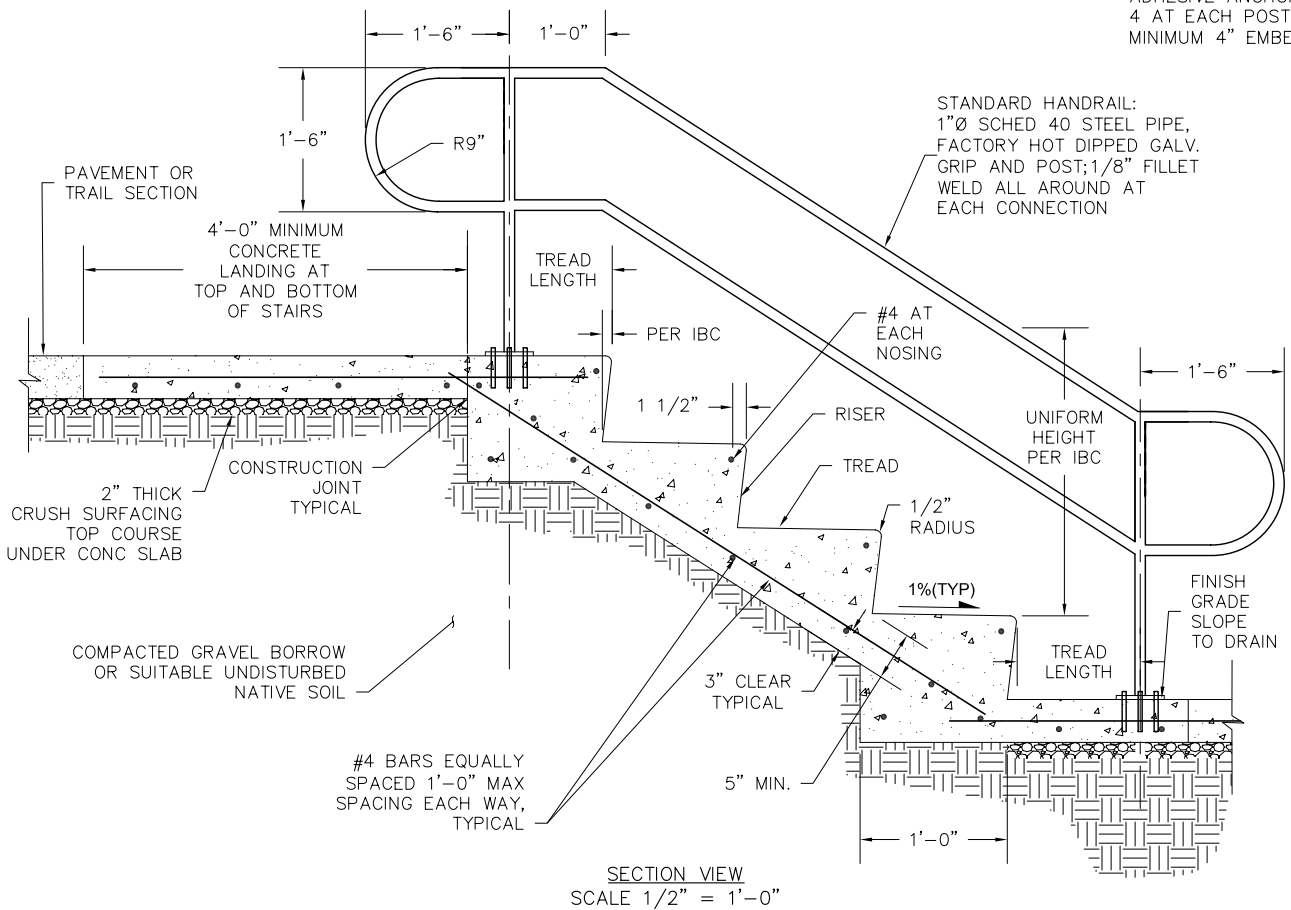 4 AT EACH POST
1'-6"
1'-0"
STANDARD HANDRAIL:
1"Ø SCHED 40 STEEL PIPE,
FACTORY HOT DIPPED GALV.
GRIP AND POST;1/8" FILLET
WELD ALL AROUND AT
EACH CONNECTION
1'-6"
R9"
PAVEMENT OR
TRAIL SECTION
4'-0" MINIMUM
CONCRETE
LANDING AT
TOP AND BOTTOM
OF STAIRS
TREAD
LENGTH
PER IBC
#4 AT
EACH
NOSING
1'-6"
1 1/2"
RISER
UNIFORM
HEIGHT
PER IBC
TREAD
CONSTRUCTION
JOINT
TYPICAL
2" THICK
CRUSH SURFACING
TOP COURSE
UNDER CONC SLAB
1/2"
RADIUS
1%(TYP)
FINISH
GRADE
SLOPE
TO DRAIN
COMPACTED GRAVEL BORROW
OR SUITABLE UNDISTURBED
NATIVE SOIL
3" CLEAR
TYPICAL
TREAD
LENGTH
#4 BARS EQUALLY
SPACED 1'-0" MAX
SPACING EACH WAY,
TYPICAL
5" MIN.
1'-0"
SECTION VIEW
SCALE 1/2" = 1'-0"
MINIMUM 4"